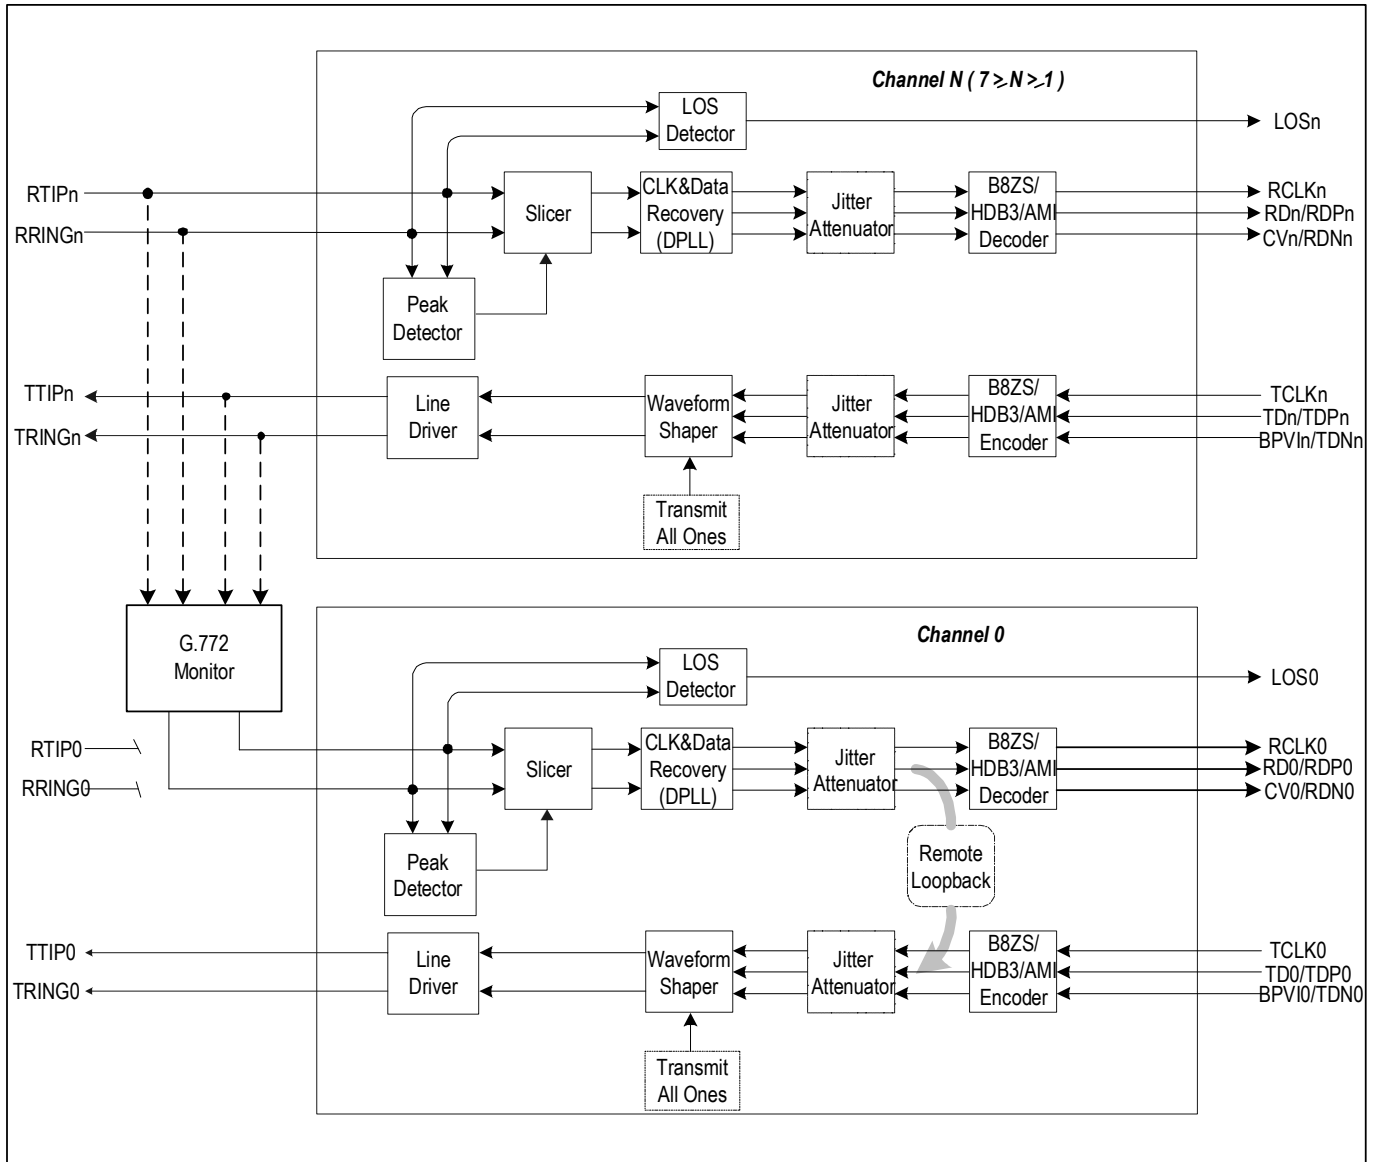 Channel N ( 7 ≥ N ≥ 1 )
LOS
Detector
LOSn
RTIPn
RRINGn
Slicer
CLK&Data
Recovery
(DPLL)
Jitter
Attenuator
B8ZS/
HDB3/AMI
Decoder
RCLKn
RDn/RDPn
CVn/RDNn
Peak
Detector
TTIPn
TRINGn
Line
Driver
Waveform
Shaper
Jitter
Attenuator
B8ZS/
HDB3/AMI
Encoder
TCLKn
TDn/TDPn
BPVIn/TDNn
Transmit
All Ones
G.772
Monitor
Channel 0
LOS
Detector
LOS0
RTIP0
RRING0
Slicer
CLK&Data
Recovery
(DPLL)
Jitter
Attenuator
B8ZS/
HDB3/AMI
Decoder
RCLK0
RD0/RDP0
CV0/RDN0
Peak
Detector
Remote
Loopback
TTIP0
TRING0
Line
Driver
Waveform
Shaper
Jitter
Attenuator
B8ZS/
HDB3/AMI
Encoder
TCLK0
TD0/TDP0
BPVI0/TDN0
Transmit
All Ones